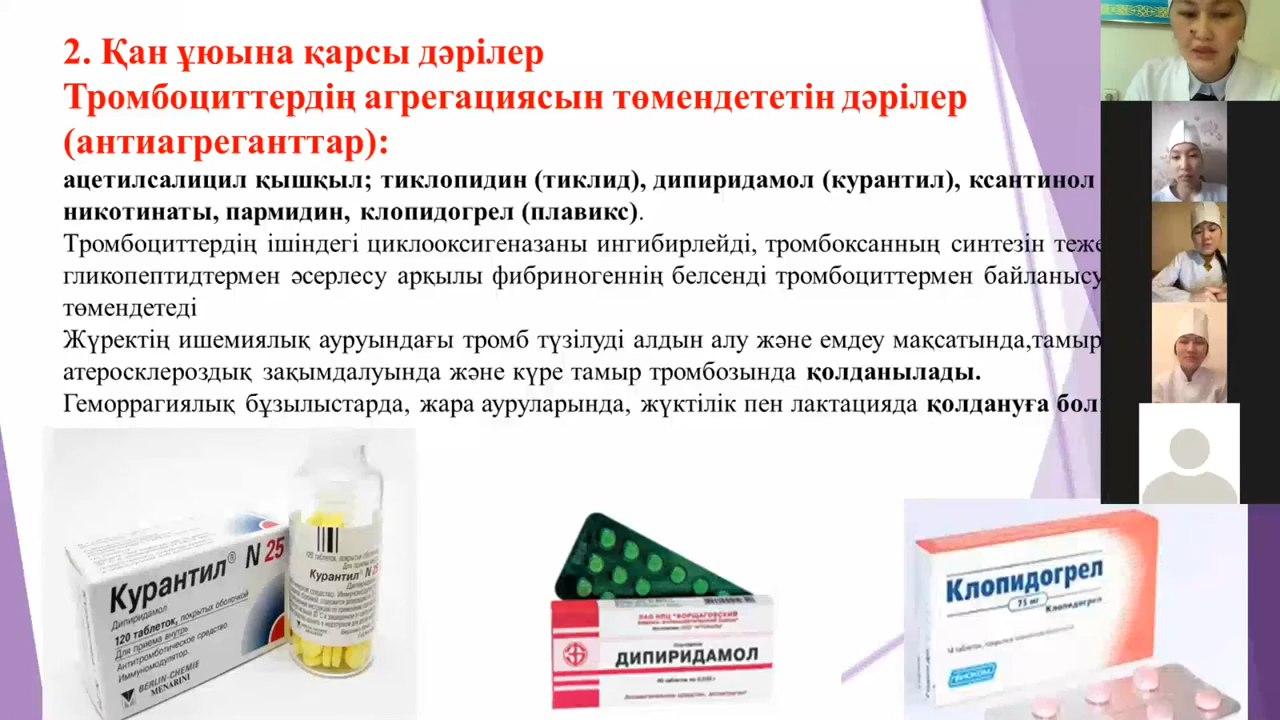 2. Қан ұюына қарсы дәрілер
Тромбоциттердің агрегациясын төмендететін дәрілер
(антиагреганттар):
ацетилсалицил қышқыл; тиклопидин (тиклид), дипиридамол (курантил), ксантинол
никотинаты, пармидин, клопидогрел (плавикс).
Тромбоциттердің ішіндегі циклооксигеназаны ингибирлейді, тромбоксанның синтезін теже
гликопептидтермен әсерлесу арқылы фибриногеннің белсенді тромбоциттермен байланысу
төмендетеді
Жүректің ишемиялық ауруындағы тромб түзілуді алдын алу және емдеу мақсатында,тамыр
атеросклероздық зақымдалуында және күре тамыр тромбозында қолданылады.
Геморрагиялық бұзылыстарда, жара ауруларында, жүктілік пен лактацияда қолдануға бол
Курантил® N 25
Дипиридамол
120 таблеток, покрытых оболочкой
Для приема внутрь
Антитромботическое средство.
Иммуномодулятор.
BERLIN-CHEMIE
MENARINI
Курантил® N 25
ДИПИРИДАМОЛ
Клопидогрел
75 мг
Клопидогрел